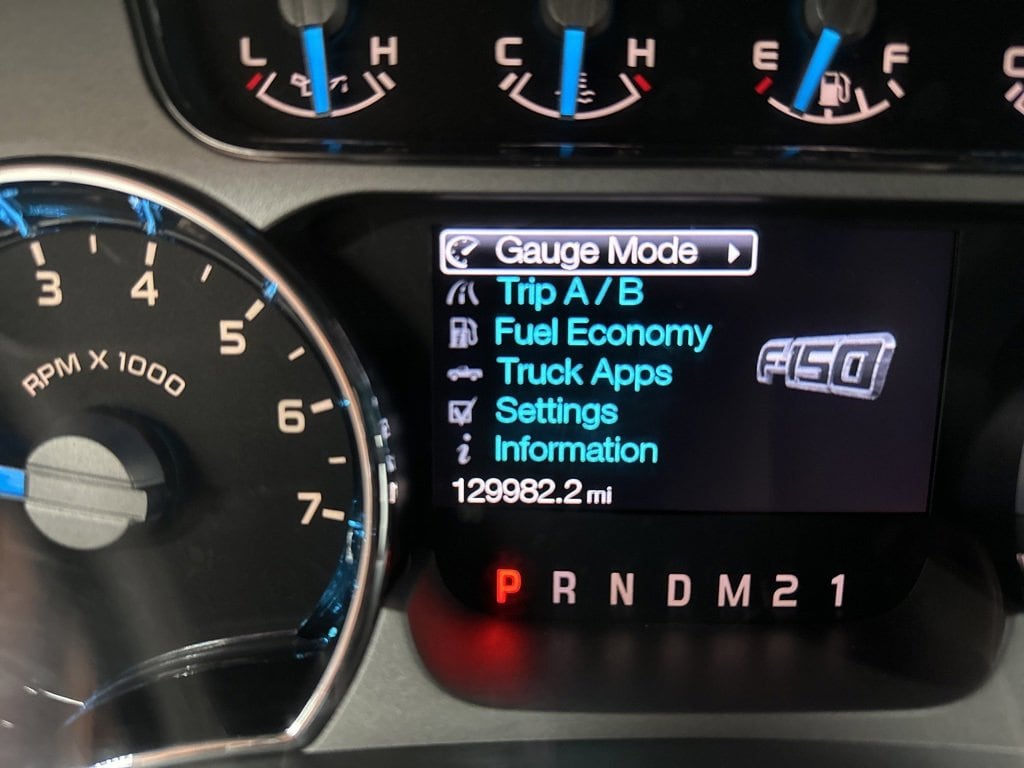 L H
C H
E F
C
3
4
5
6
7
RPM X 1000
Gauge Mode
Trip A / B
Fuel Economy
Truck Apps
Settings
Information
129982.2 mi
F-150
P R N D M 2 1